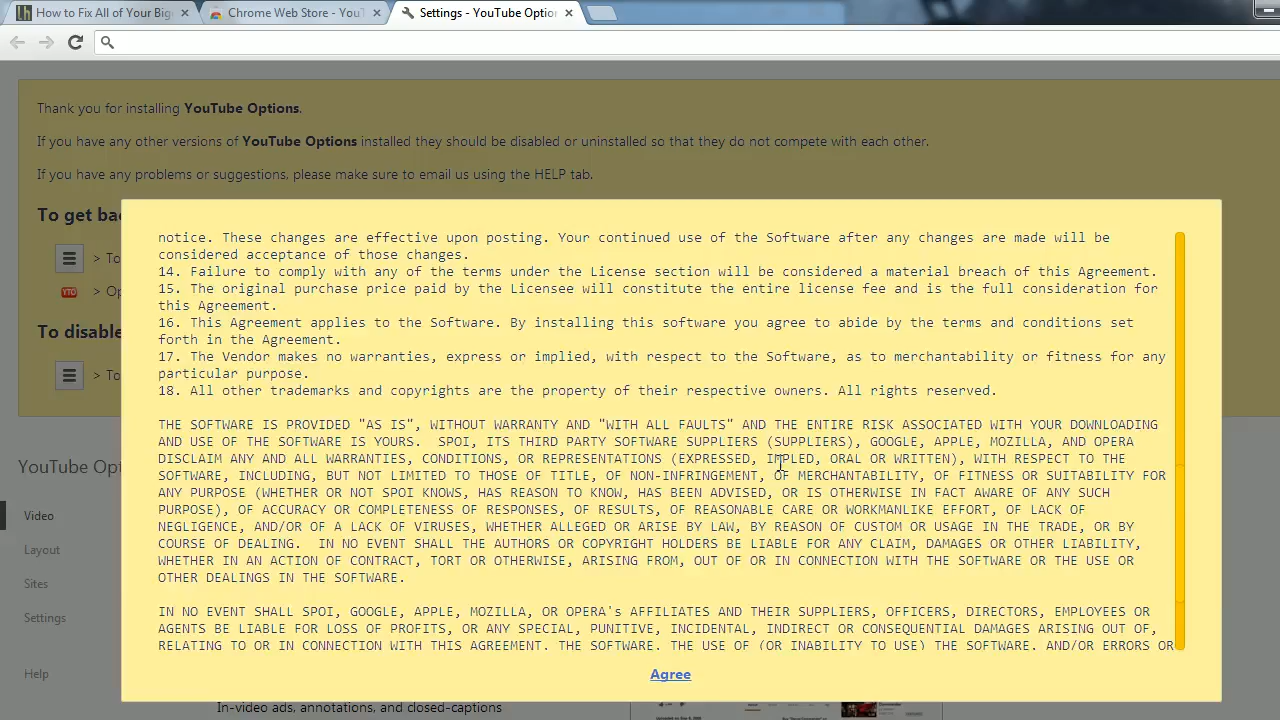 How to Fix All of Your Big
Chrome Web Store - YouT
Settings - YouTube Optio
Thank you for installing YouTube Options.
If you have any other versions of YouTube Options installed they should be disabled or uninstalled so that they do not compete with each other.
If you have any problems or suggestions, please make sure to email us using the HELP tab.
To get bac
> To
YTO > Op
To disable
> To
notice. These changes are effective upon posting. Your continued use of the Software after any changes are made will be
considered acceptance of those changes.
14. Failure to comply with any of the terms under the License section will be considered a material breach of this Agreement.
15. The original purchase price paid by the Licensee will constitute the entire license fee and is the full consideration for
this Agreement.
16. This Agreement applies to the Software. By installing this software you agree to abide by the terms and conditions set
forth in the Agreement.
17. The Vendor makes no warranties, express or implied, with respect to the Software, as to merchantability or fitness for any
particular purpose.
18. All other trademarks and copyrights are the property of their respective owners. All rights reserved.
THE SOFTWARE IS PROVIDED "AS IS", WITHOUT WARRANTY AND "WITH ALL FAULTS" AND THE ENTIRE RISK ASSOCIATED WITH YOUR DOWNLOADING
AND USE OF THE SOFTWARE IS YOURS.  SPOI, ITS THIRD PARTY SOFTWARE SUPPLIERS (SUPPLIERS), GOOGLE, APPLE, MOZILLA, AND OPERA
DISCLAIM ANY AND ALL WARRANTIES, CONDITIONS, OR REPRESENTATIONS (EXPRESSED, IMPLED, ORAL OR WRITTEN), WITH RESPECT TO THE
SOFTWARE, INCLUDING, BUT NOT LIMITED TO THOSE OF TITLE, OF NON-INFRINGEMENT, OF MERCHANTABILITY, OF FITNESS OR SUITABILITY FOR
ANY PURPOSE (WHETHER OR NOT SPOI KNOWS, HAS REASON TO KNOW, HAS BEEN ADVISED, OR IS OTHERWISE IN FACT AWARE OF ANY SUCH
PURPOSE), OF ACCURACY OR COMPLETENESS OF RESPONSES, OF RESULTS, OF REASONABLE CARE OR WORKMANLIKE EFFORT, OF LACK OF
NEGLIGENCE, AND/OR OF A LACK OF VIRUSES, WHETHER ALLEGED OR ARISE BY LAW, BY REASON OF CUSTOM OR USAGE IN THE TRADE, OR BY
COURSE OF DEALING.  IN NO EVENT SHALL THE AUTHORS OR COPYRIGHT HOLDERS BE LIABLE FOR ANY CLAIM, DAMAGES OR OTHER LIABILITY,
WHETHER IN AN ACTION OF CONTRACT, TORT OR OTHERWISE, ARISING FROM, OUT OF OR IN CONNECTION WITH THE SOFTWARE OR THE USE OR
OTHER DEALINGS IN THE SOFTWARE.
IN NO EVENT SHALL SPOI, GOOGLE, APPLE, MOZILLA, OR OPERA's AFFILIATES AND THEIR SUPPLIERS, OFFICERS, DIRECTORS, EMPLOYEES OR
AGENTS BE LIABLE FOR LOSS OF PROFITS, OR ANY SPECIAL, PUNITIVE, INCIDENTAL, INDIRECT OR CONSEQUENTIAL DAMAGES ARISING OUT OF,
RELATING TO OR IN CONNECTION WITH THIS AGREEMENT. THE SOFTWARE. THE USE OF (OR INABILITY TO USE) THE SOFTWARE. AND/OR ERRORS OR
Agree
YouTube Opti
Video
Layout
Sites
Settings
Help
In-video ads, annotations, and closed-captions